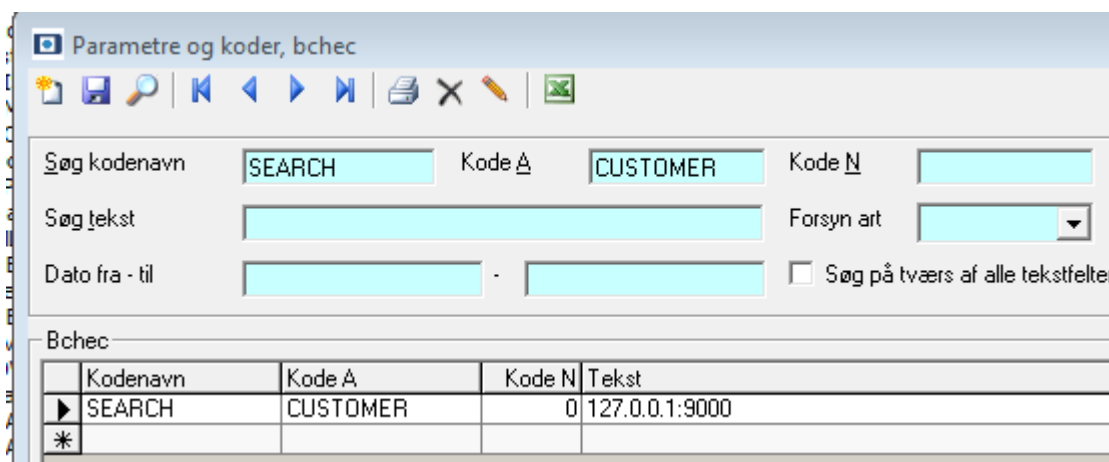 Parametre og koder, bchec
Søg kodenavn SEARCH Kode A CUSTOMER Kode N
Søg tekst Forsyn art
Dato fra - til - Søg på tværs af alle tekstfelter
Bchec
Kodenavn Kode A Kode N Tekst
SEARCH CUSTOMER 0 127.0.0.1:9000